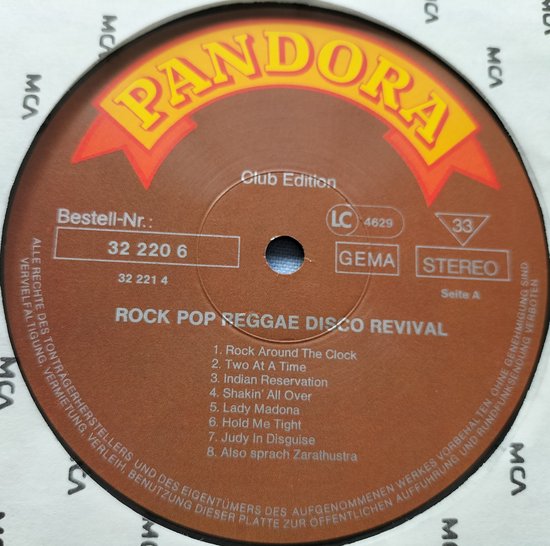 PANDORA
Club Edition
Bestell-Nr.:
32 220 6
32 221 4
LC 4629
GEMA
33
STEREO
Seite A
ROCK POP REGGAE DISCO REVIVAL
1. Rock Around The Clock
2. Two At A Time
3. Indian Reservation
4. Shakin' All Over
5. Lady Madona
6. Hold Me Tight
7. Judy In Disguise
8. Also sprach Zarathustra
ALLE RECHTE DES TONTRÄGERHERSTELLERS UND DES EIGENTÜMERS DES AUFGENOMMENEN WERKES VORBEHALTEN. OHNE GENEHMIGUNG SIND
VERVIELFÄLTIGUNG, VERMIETUNG, VERLEIH, BENUTZUNG DIESER PLATTE ZUR ÖFFENTLICHEN AUFFÜHRUNG UND RUNDFUNKSENDUNG VERBOTEN
MCA
MCA
MCA
MCA
MCA
MCA